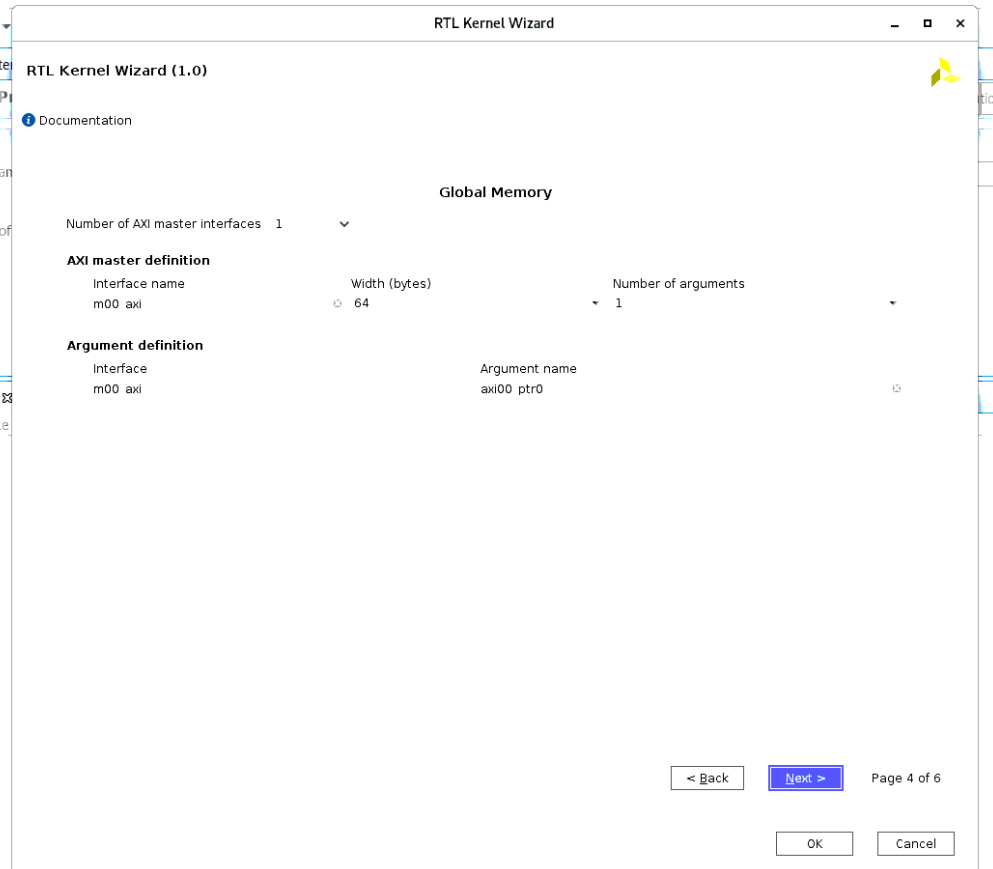 RTL Kernel Wizard
RTL Kernel Wizard (1.0)
Documentation
Global Memory
Number of AXI master interfaces 1
AXI master definition
Interface name Width (bytes) Number of arguments
m00 axi 64 1
Argument definition
Interface Argument name
m00 axi axi00 ptr0
< Back Next > Page 4 of 6
OK Cancel